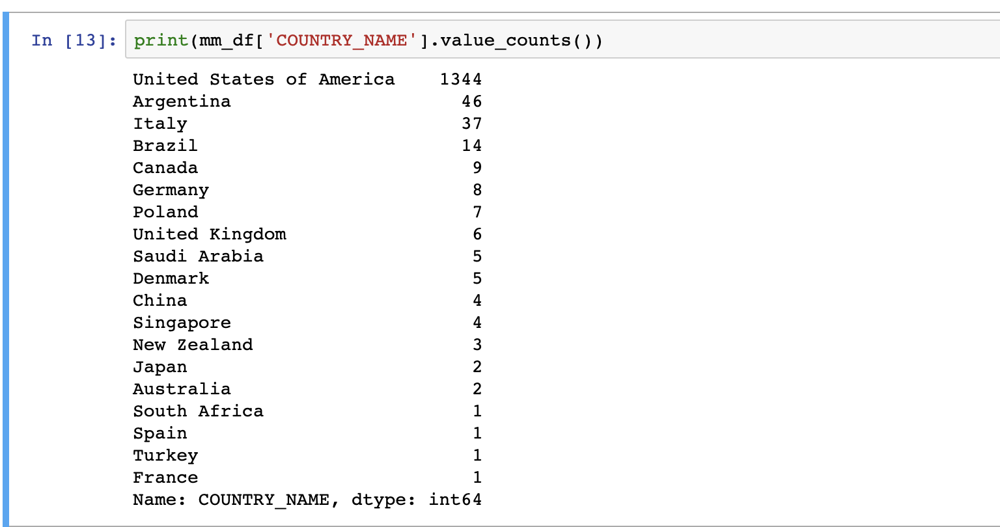 In [13]: print(mm_df['COUNTRY_NAME'].value_counts())
United States of America    1344
Argentina                     46
Italy                         37
Brazil                        14
Canada                         9
Germany                        8
Poland                         7
United Kingdom                 6
Saudi Arabia                   5
Denmark                        5
China                          4
Singapore                      4
New Zealand                    3
Japan                          2
Australia                      2
South Africa                   1
Spain                          1
Turkey                         1
France                         1
Name: COUNTRY_NAME, dtype: int64